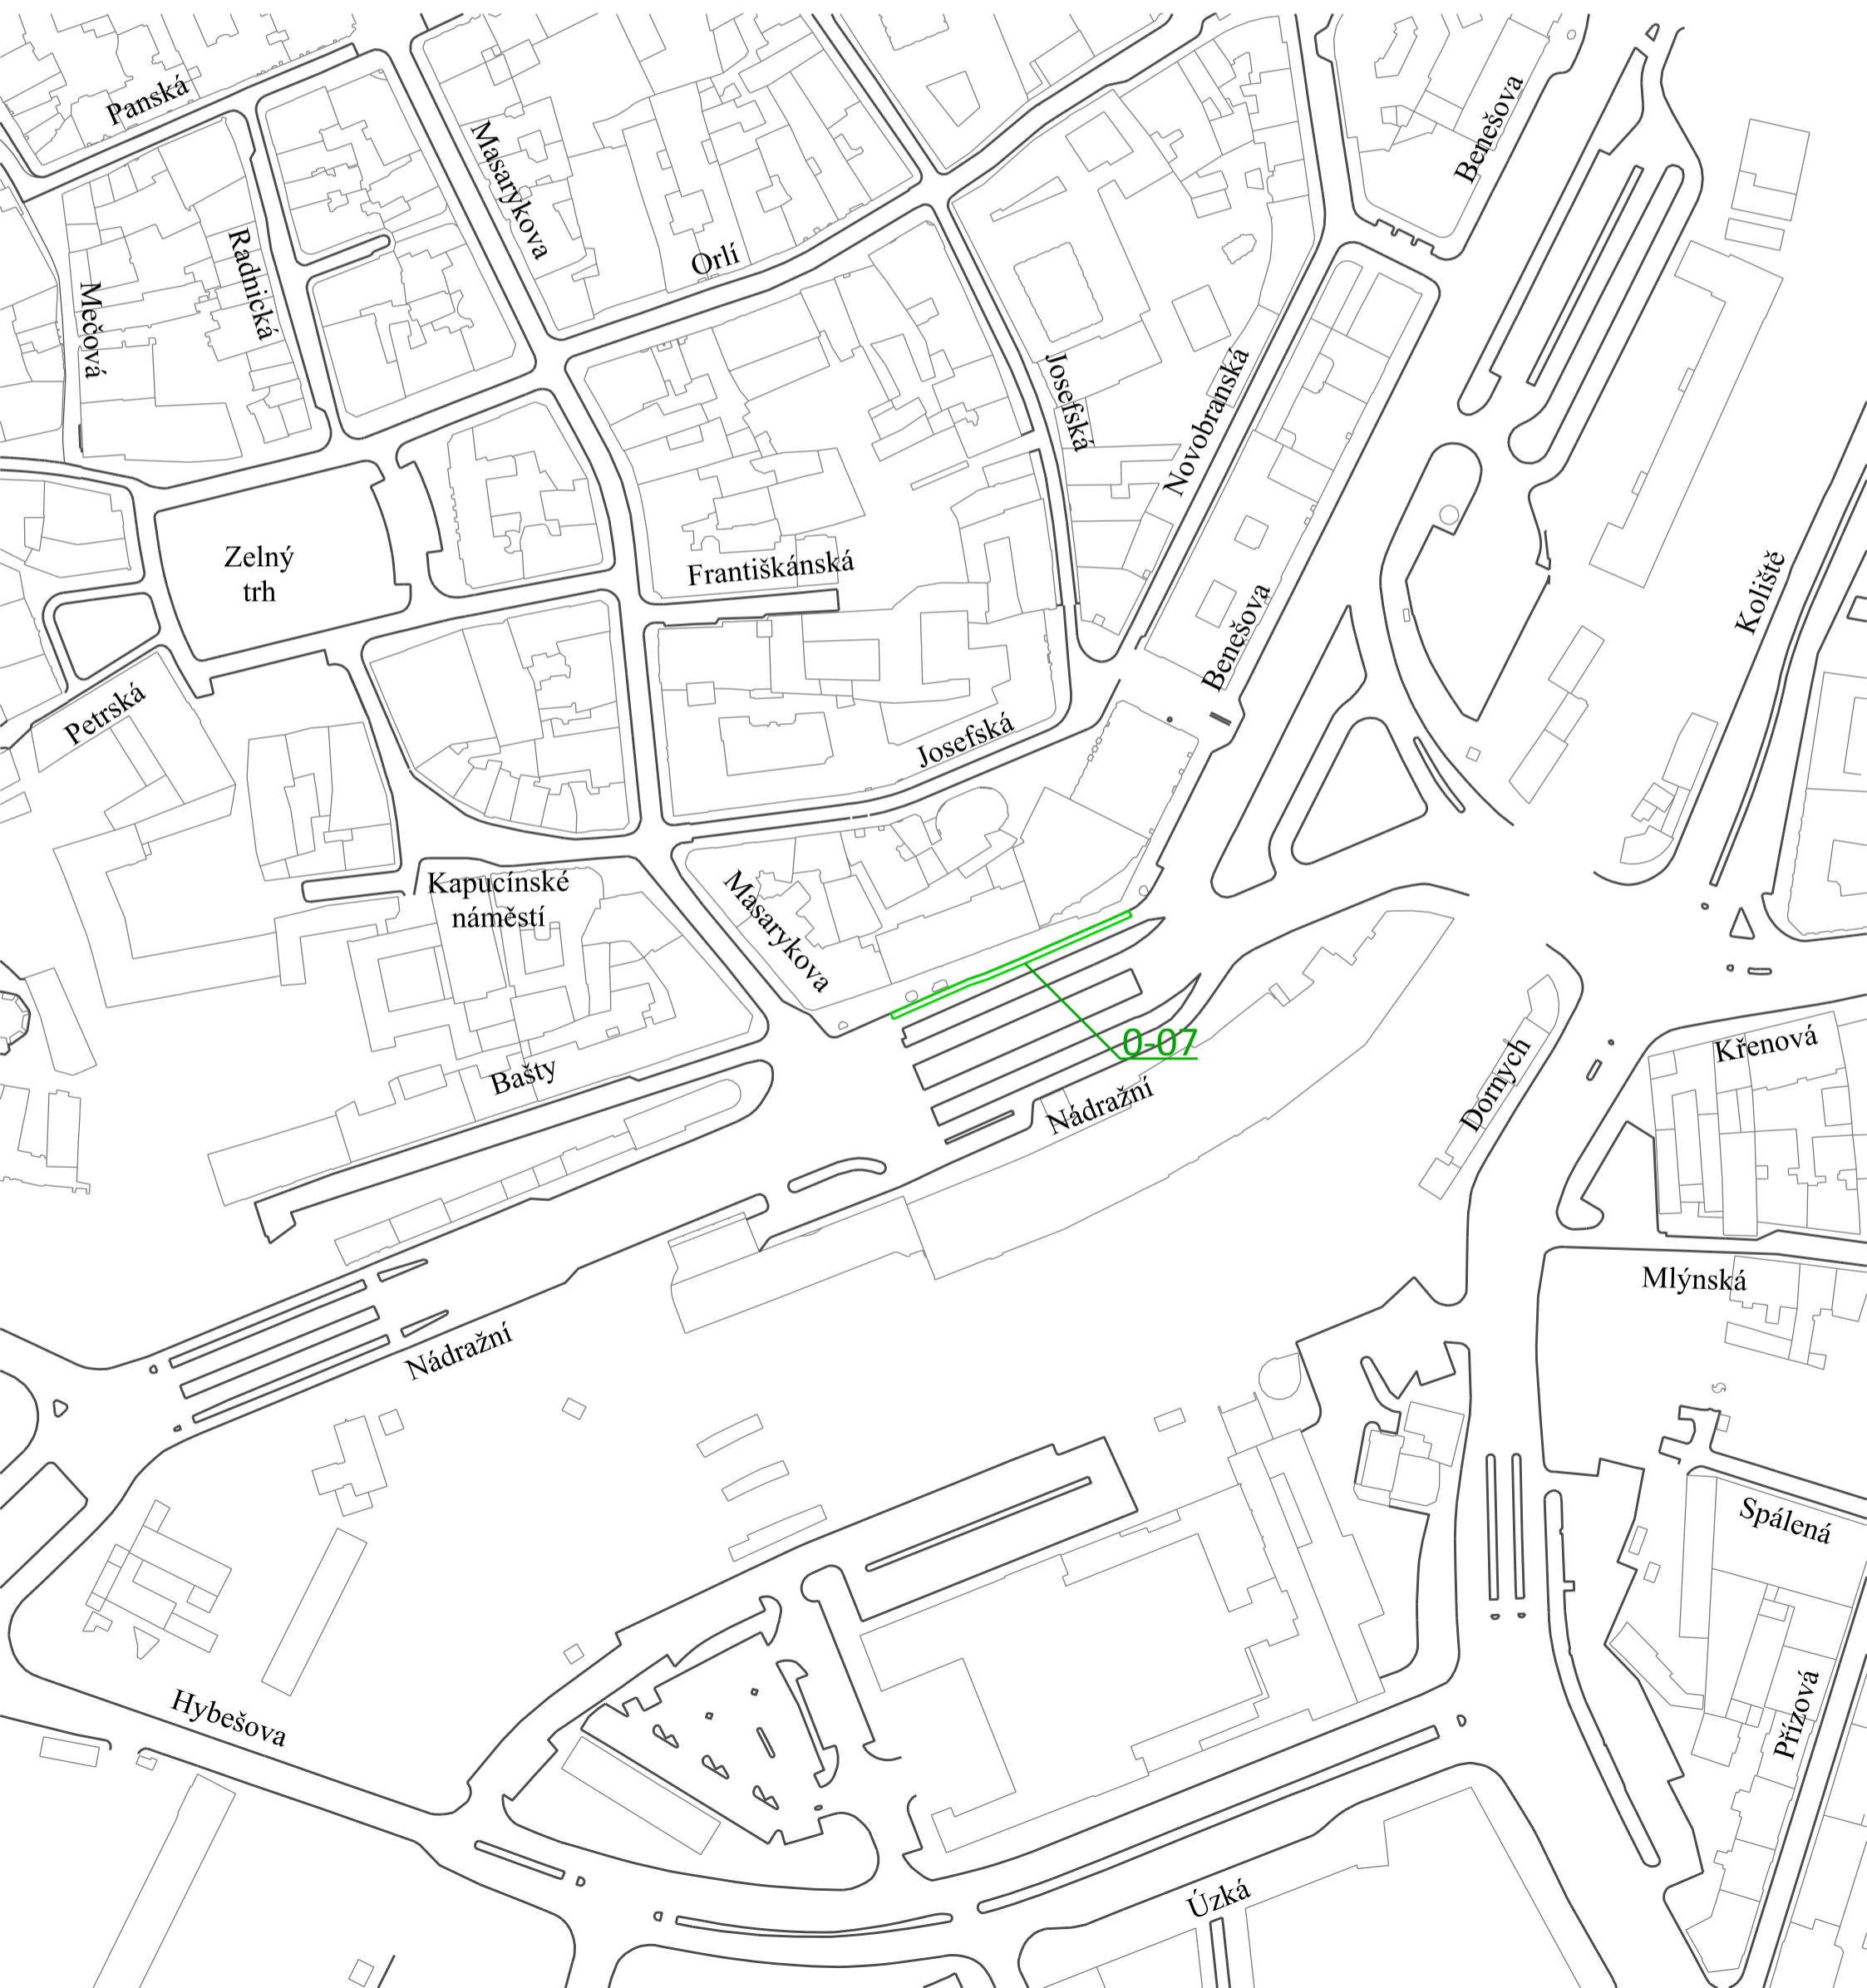 Panská
Benešova
Masarykova
Orlí
Radnická
Mečová
Josefská
Novobranská
Zelný
trh
Františkánská
Koliště
Benešova
Petrská
Josefská
Kapucínské
náměstí
Masarykova
0-07
Křenová
Bašty
Nádražní
Dornych
Mlýnská
Nádražní
Spálená
Hybešova
Přízová
Úzká